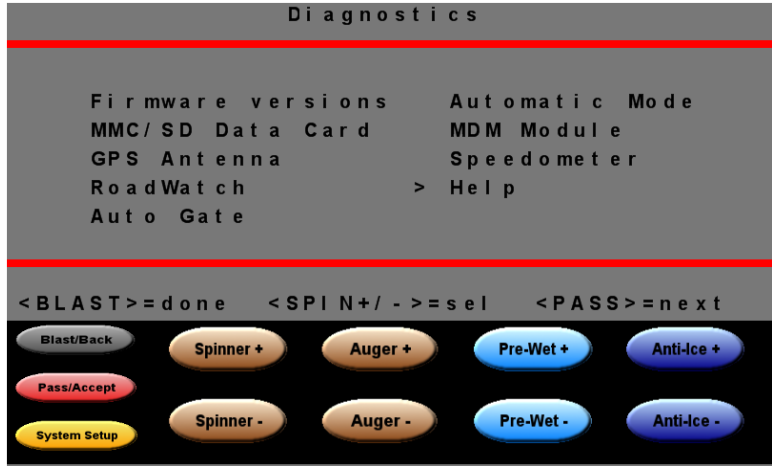 Diagnostics
Firmware versions Automatic Mode
MMC/SD Data Card MDM Module
GPS Antenna Speedometer
RoadWatch > Help
Auto Gate
<BLAST>=done <SPIN+/->=sel <PASS>=next
Blast/Back
Spinner + Auger + Pre-Wet + Anti-Ice +
Pass/Accept
Spinner - Auger - Pre-Wet - Anti-Ice -
System Setup